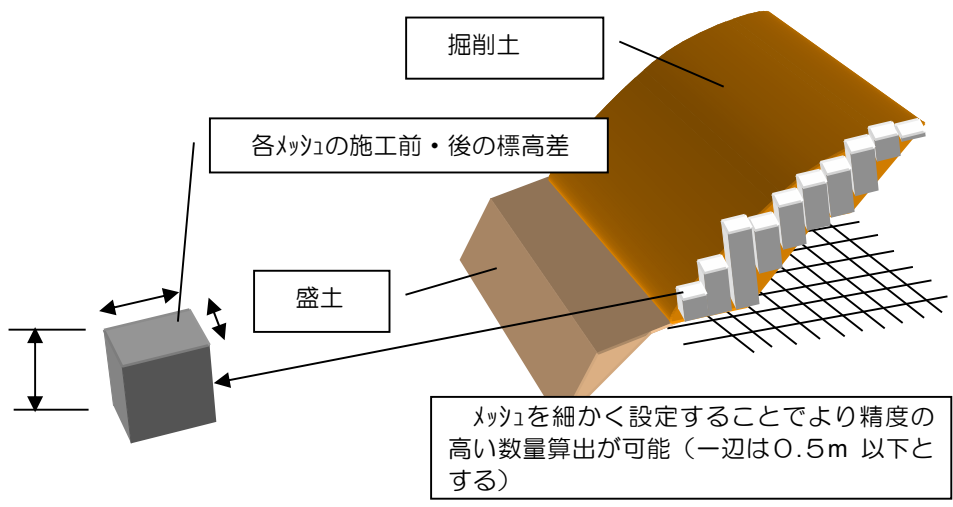 掘削土
各ﾒｯｼｭの施工前・後の標高差
盛土
ﾒｯｼｭを細かく設定することでより精度の
高い数量算出が可能（一辺は０.５m 以下と
する）